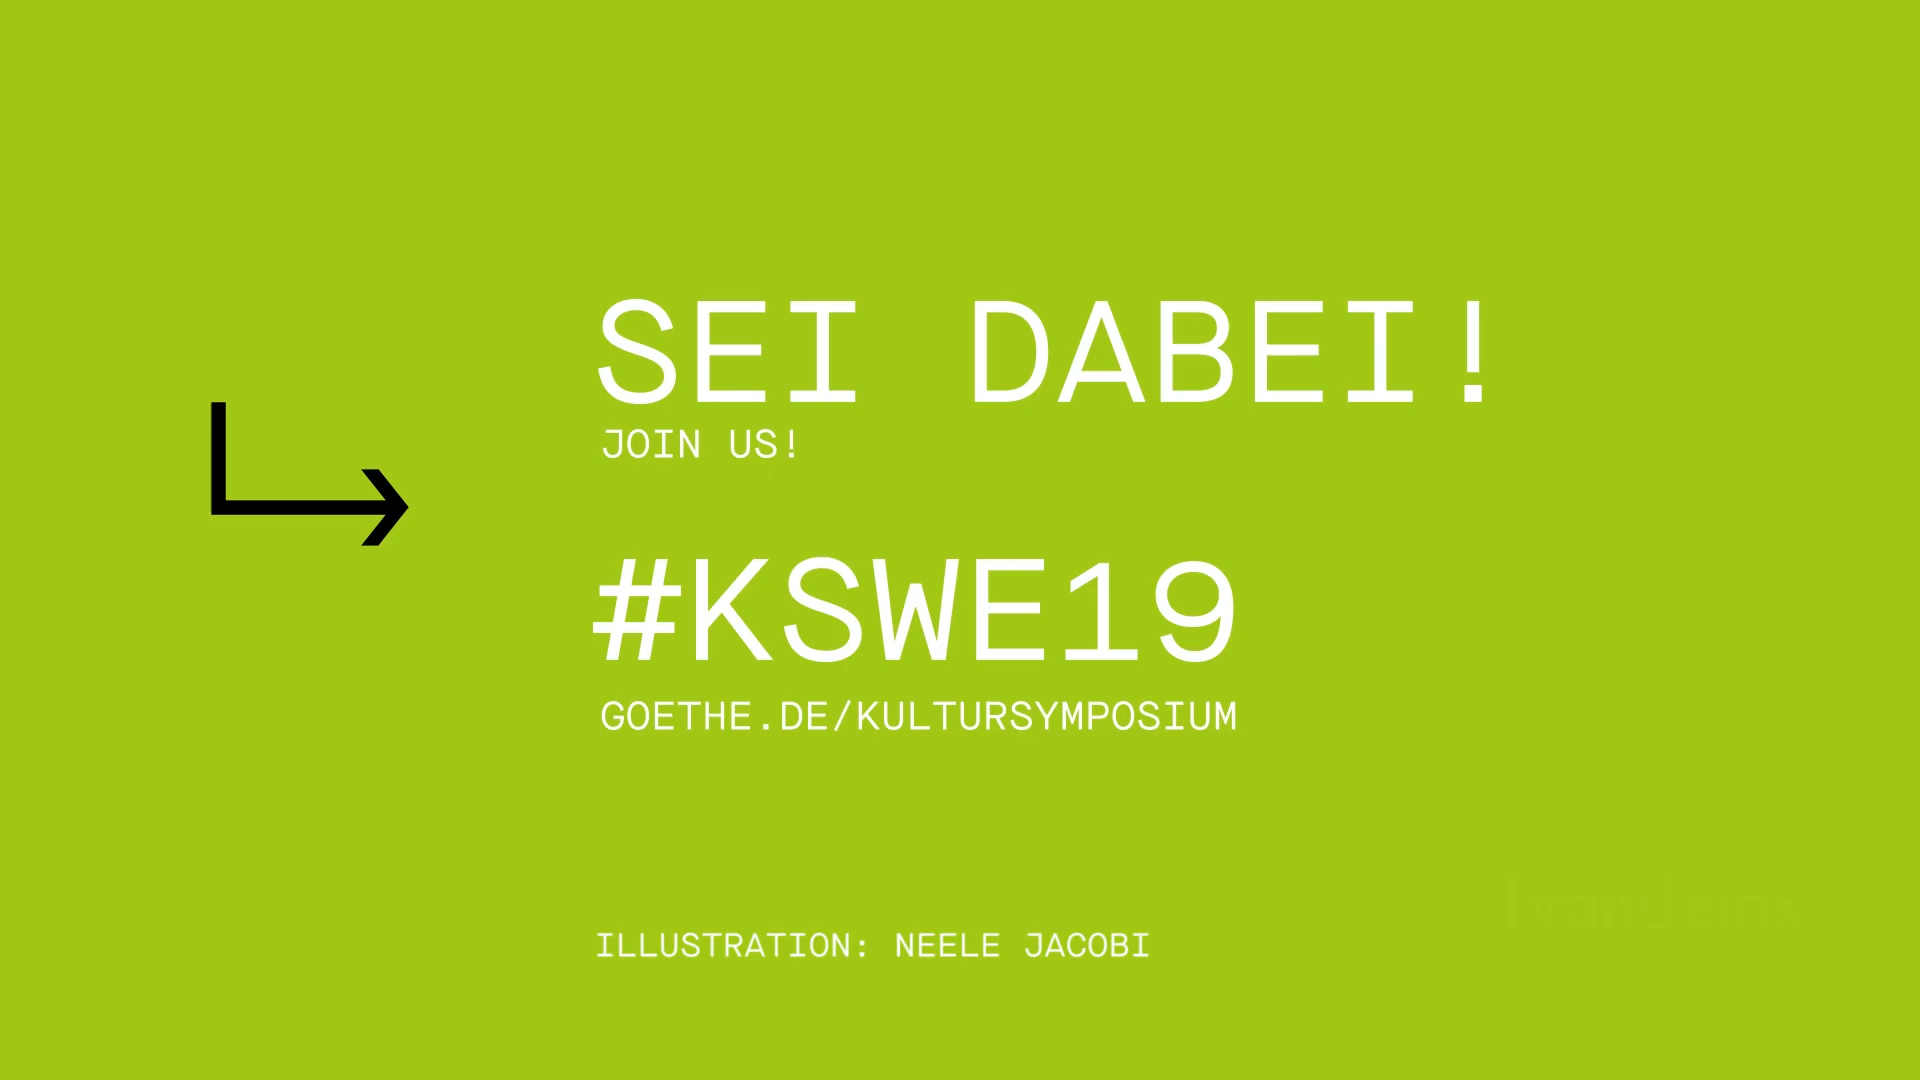 SEI DABEI!
JOIN US!
#KSWE19
GOETHE.DE/KULTURSYMPOSIUM
ILLUSTRATION: NEELE JACOBI